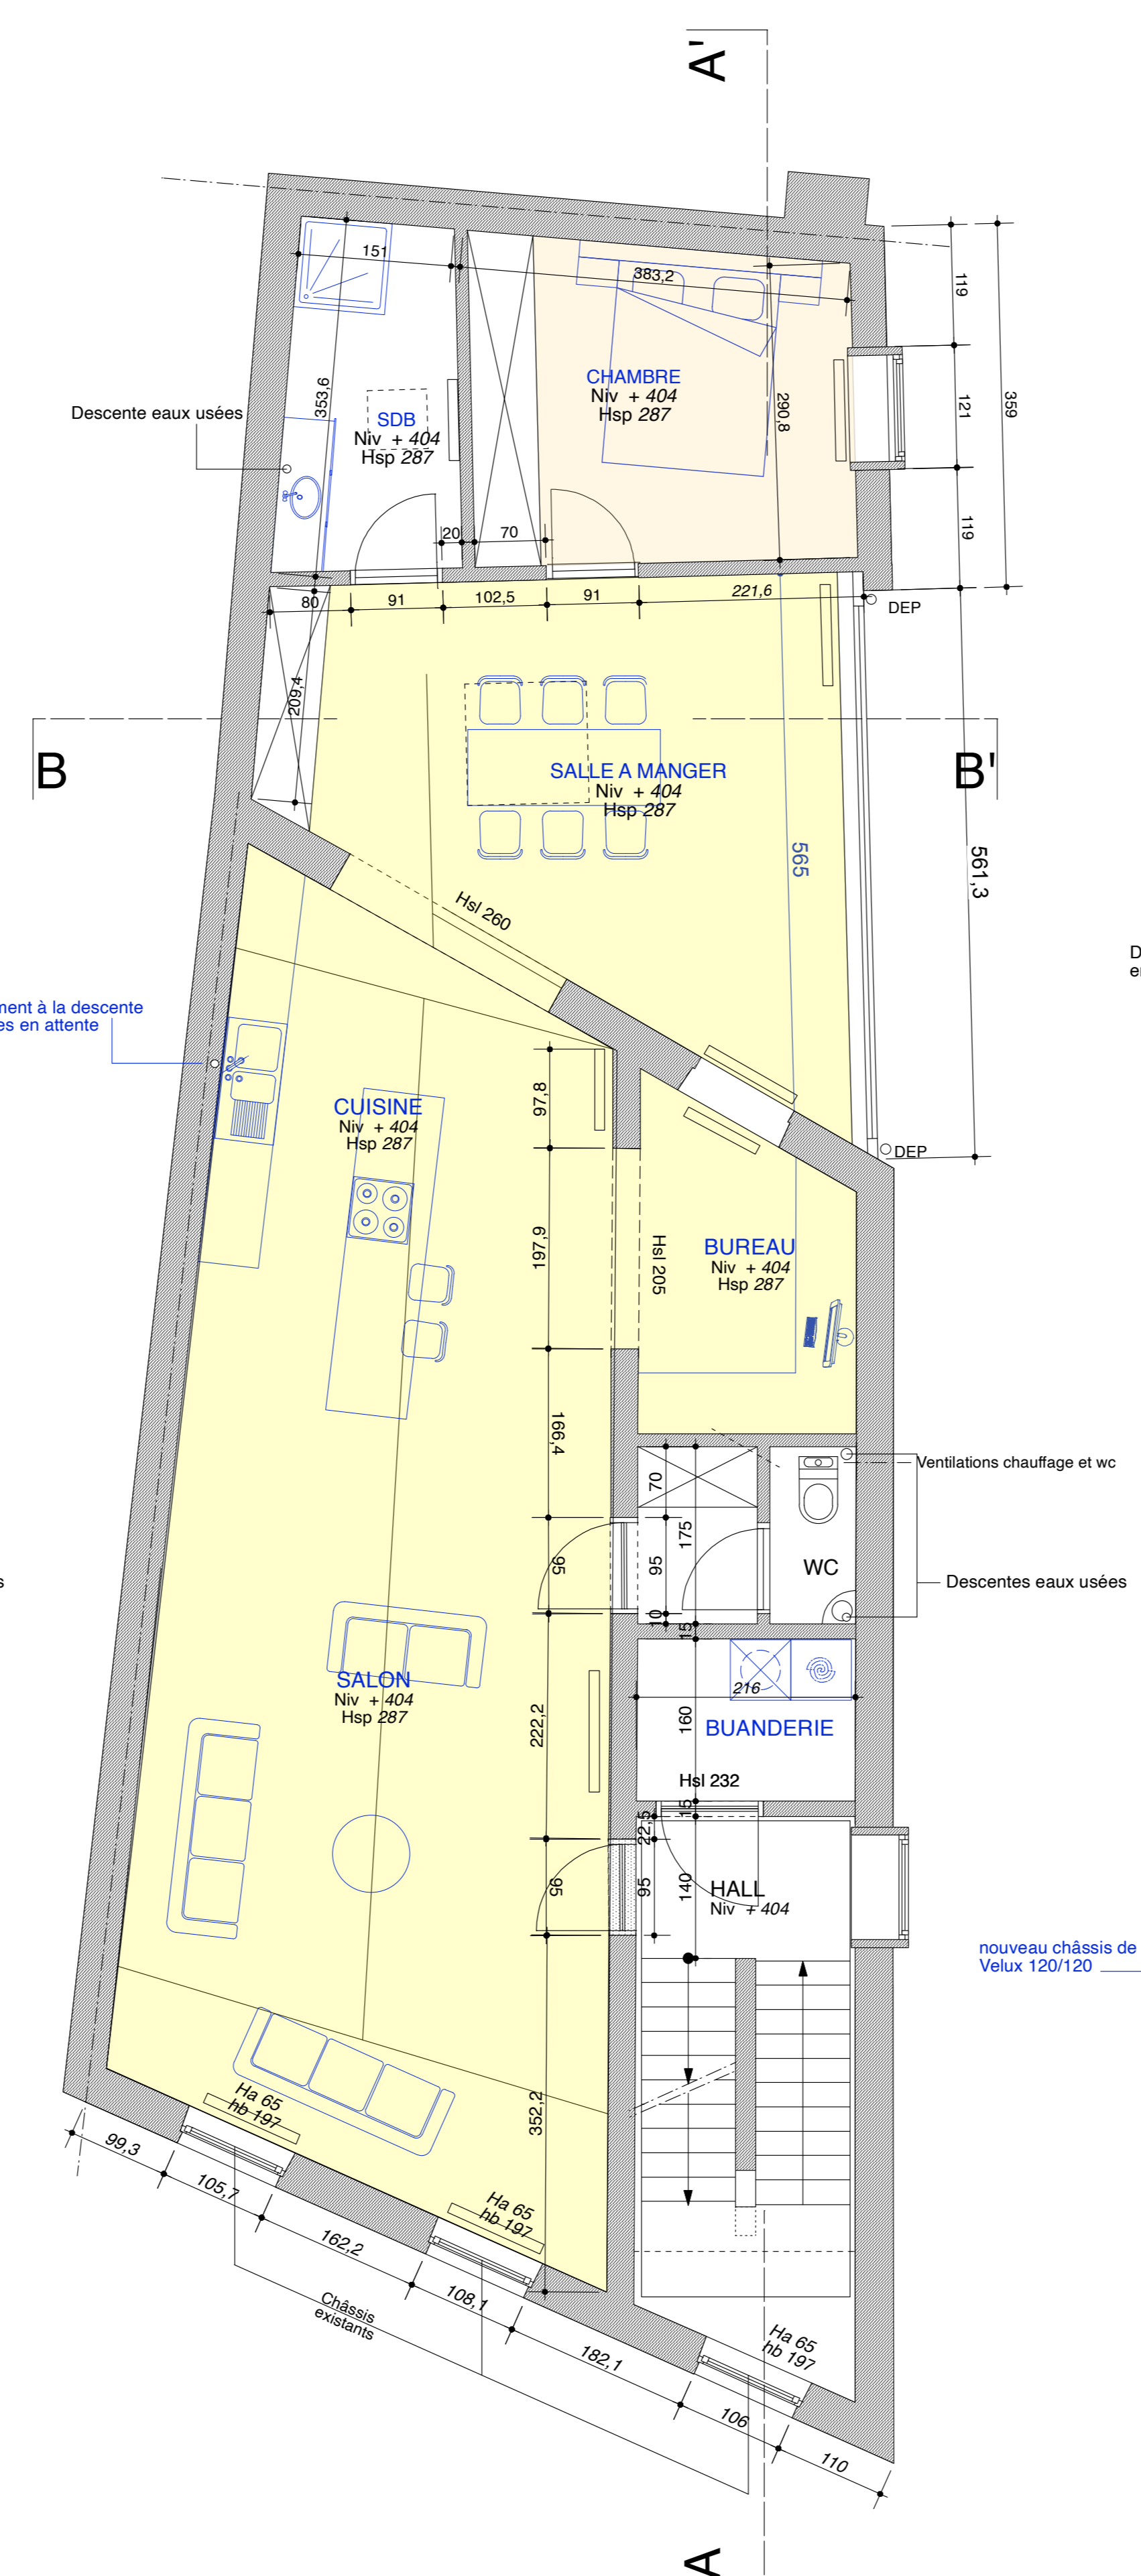 A'
151
383,2
119
353,6
CHAMBRE
Niv + 404
Hsp 287
290,8
121
359
Descente eaux usées
SDB
Niv + 404
Hsp 287
119
20
70
80
91
102,5
91
221,6
DEP
209,4
B
B'
SALLE A MANGER
Niv + 404
Hsp 287
565
561,3
Hsl 260
D
ment à la descente
es en attente
97,8
CUISINE
Niv + 404
Hsp 287
DEP
197,9
Hsl 205
BUREAU
Niv + 404
Hsp 287
166,4
70
Ventilations chauffage et wc
175
95
95
WC
Descentes eaux usées
s
10
15
SALON
Niv + 404
Hsp 287
216
222,2
160
BUANDERIE
Hsl 232
15
22,5
95
95
140
HALL
Niv + 404
nouveau châssis de
Velux 120/120
Ha 65
hb 197
352,2
99,3
105,7
162,2
Ha 65
hb 197
108,1
Châssis
existants
182,1
Ha 65
hb 197
106
110
A